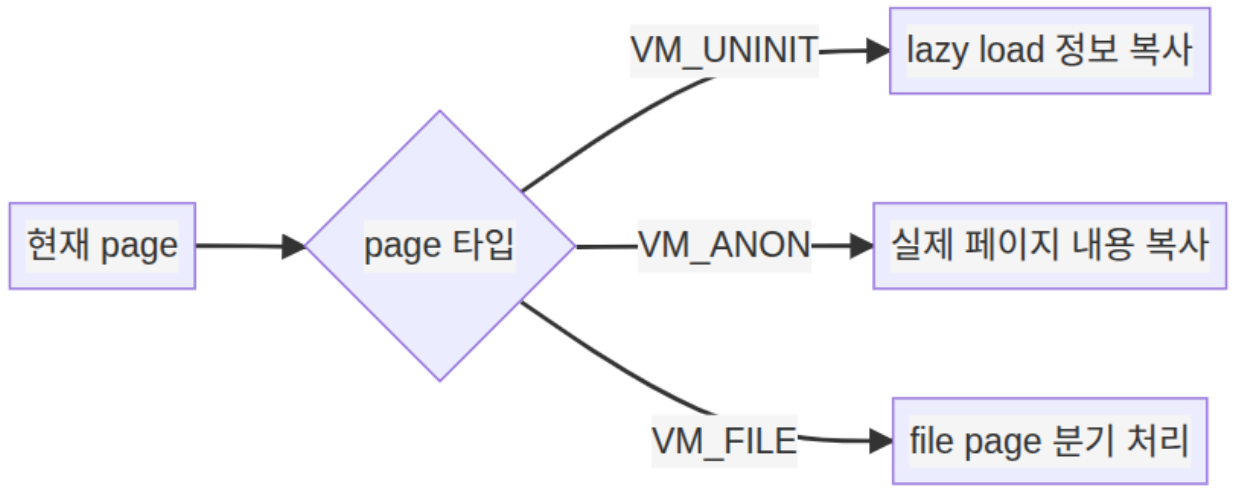 현재 page
page 타입
VM_UNINIT
lazy load 정보 복사
VM_ANON
실제 페이지 내용 복사
VM_FILE
file page 분기 처리